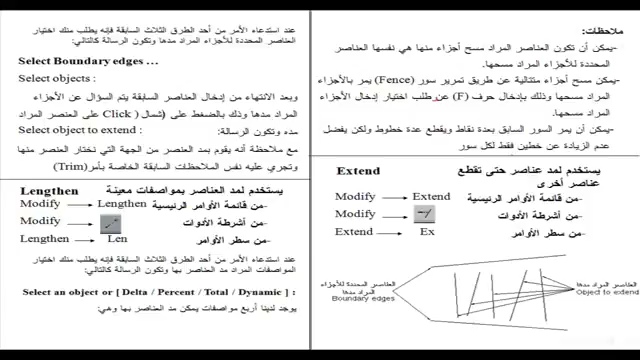 ملاحظات:
-يمكن أن تكون العناصر المراد مسح أجزاء منها هي نفسها العناصر
المحددة للأجزاء المراد مسحها.
-يمكن مسح أجزاء متتالية عن طريق تمرير سور (Fence) يمر بالأجزاء
المراد مسحها وذلك بإدخال حرف (F) عن طلب اختيار إدخال الأجزاء
المراد مسحها.
-يمكن أن يمر السور السابق بعدة نقاط ويقطع عدة خطوط ولكن يفضل
عدم الزيادة عن خطين فقط لكل سور
Extend يستخدم لمد عناصر حتى تقطع
عناصر أخرى
-من قائمة الأوامر الرئيسية Modify Extend
-من أشرطة الأدوات Modify
-من سطر الأوامر Extend Ex
العناصر المحددة للأجزاء
المراد مدها
Boundary edges
العناصر المراد مدها
Object to extend
عند استدعاء الأمر من أحد الطرق الثلاث السابقة فإنه يطلب منك اختيار
العناصر المحددة للأجزاء المراد مدها وتكون الرسالة كالتالي:
Select Boundary edges …
Select objects :
وبعد الانتهاء من إدخال العناصر السابقة يتم السؤال عن الأجزاء
المراد مدها وذلك بالضغط على (شمال Click) على العنصر المراد
مده وتكون الرسالة: Select object to extend :
مع ملاحظة أنه يقوم بمد العنصر من الجهة التي نختار العنصر منها
وتجري عليه نفس الملاحظات السابقة الخاصة بأمر (Trim)
Lengthen يستخدم لمد العناصر بمواصفات معينة
-من قائمة الأوامر الرئيسية Modify Lengthen
-من أشرطة الأدوات Modify
-من سطر الأوامر Lengthen Len
عند استدعاء الأمر من أحد الطرق الثلاث السابقة فإنه يطلب منك اختيار
المواصفات المراد مد العناصر بها وتكون الرسالة كالتالي:
Select an object or [ Delta / Percent / Total / Dynamic ] :
يوجد لدينا أربع مواصفات يمكن مد العناصر بها وهي: